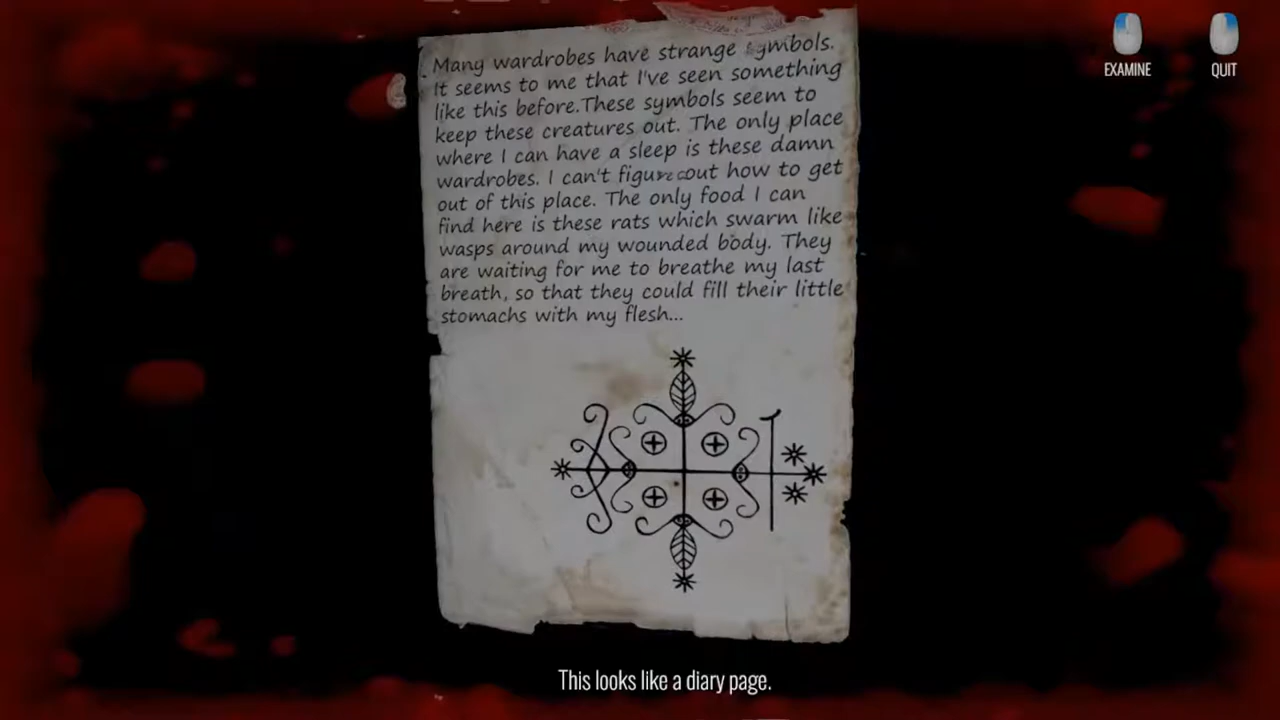 Many wardrobes have strange symbols.
It seems to me that I've seen something
like this before.These symbols seem to
keep these creatures out. The only place
where I can have a sleep is these damn
wardrobes. I can't figure out how to get
out of this place. The only food I can
find here is these rats which swarm like
wasps around my wounded body. They
are waiting for me to breathe my last
breath, so that they could fill their little
stomachs with my flesh...
EXAMINE
QUIT
This looks like a diary page.